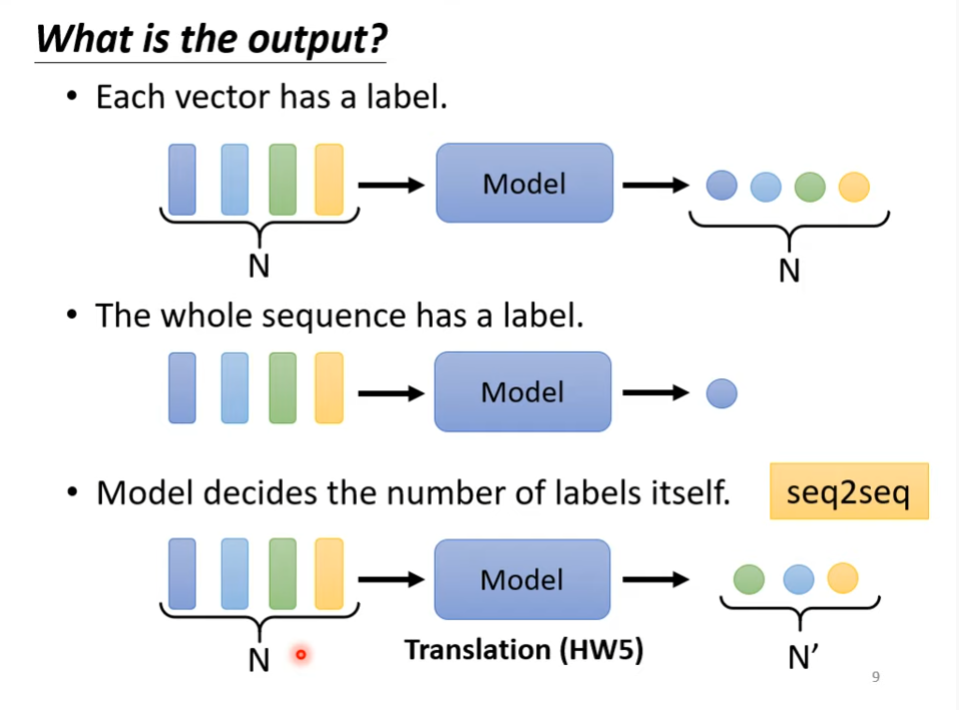 What is the output?
• Each vector has a label.
Model
N
N
• The whole sequence has a label.
Model
• Model decides the number of labels itself.
seq2seq
Model
Translation (HW5)
N
N’
9